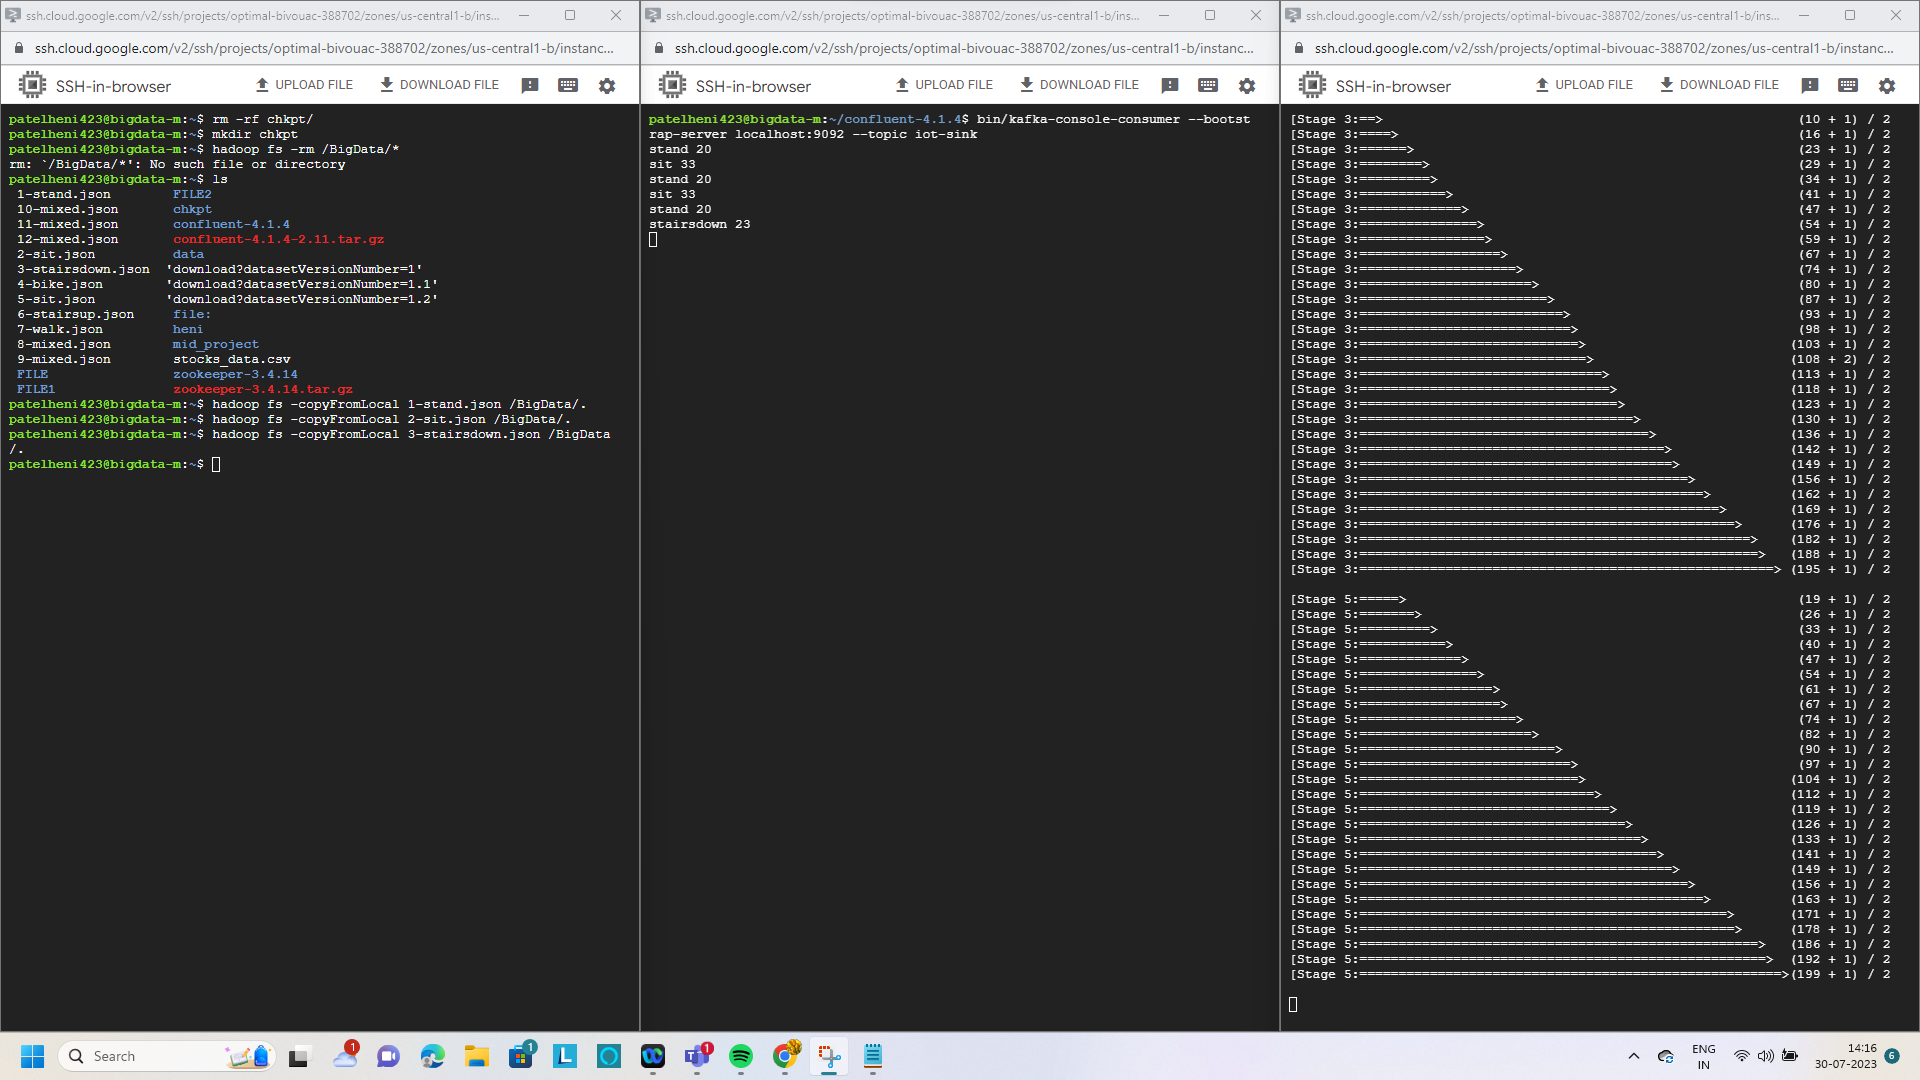 ssh.cloud.google.com/v2/ssh/projects/optimal-bivouac-388702/zones/us-central1-b/ins...
ssh.cloud.google.com/v2/ssh/projects/optimal-bivouac-388702/zones/us-central1-b/instanc...
SSH-in-browser
UPLOAD FILE
DOWNLOAD FILE
patelheni423@bigdata-m:~$ rm -rf chkpt/
patelheni423@bigdata-m:~$ mkdir chkpt
patelheni423@bigdata-m:~$ hadoop fs -rm /BigData/*
rm: `/BigData/*': No such file or directory
patelheni423@bigdata-m:~$ ls
1-stand.json FILE2
10-mixed.json chkpt
11-mixed.json confluent-4.1.4
12-mixed.json confluent-4.1.4-2.11.tar.gz
2-sit.json data
3-stairsdown.json 'download?datasetVersionNumber=1'
4-bike.json 'download?datasetVersionNumber=1.1'
5-sit.json 'download?datasetVersionNumber=1.2'
6-stairsup.json file:
7-walk.json heni
8-mixed.json mid_project
9-mixed.json stocks_data.csv
FILE zookeeper-3.4.14
FILE1 zookeeper-3.4.14.tar.gz
patelheni423@bigdata-m:~$ hadoop fs -copyFromLocal 1-stand.json /BigData/.
patelheni423@bigdata-m:~$ hadoop fs -copyFromLocal 2-sit.json /BigData/.
patelheni423@bigdata-m:~$ hadoop fs -copyFromLocal 3-stairsdown.json /BigData
/.
patelheni423@bigdata-m:~$
ssh.cloud.google.com/v2/ssh/projects/optimal-bivouac-388702/zones/us-central1-b/ins...
ssh.cloud.google.com/v2/ssh/projects/optimal-bivouac-388702/zones/us-central1-b/instanc...
SSH-in-browser
UPLOAD FILE
DOWNLOAD FILE
patelheni423@bigdata-m:~/confluent-4.1.4$ bin/kafka-console-consumer --bootst
rap-server localhost:9092 --topic iot-sink
stand 20
sit 33
stand 20
sit 33
stand 20
stairsdown 23
ssh.cloud.google.com/v2/ssh/projects/optimal-bivouac-388702/zones/us-central1-b/ins...
ssh.cloud.google.com/v2/ssh/projects/optimal-bivouac-388702/zones/us-central1-b/instanc...
SSH-in-browser
UPLOAD FILE
DOWNLOAD FILE
[Stage 3:==> (10 + 1) / 2
[Stage 3:====> (16 + 1) / 2
[Stage 3:======> (23 + 1) / 2
[Stage 3:========> (29 + 1) / 2
[Stage 3:=========> (34 + 1) / 2
[Stage 3:===========> (41 + 1) / 2
[Stage 3:=============> (47 + 1) / 2
[Stage 3:===============> (54 + 1) / 2
[Stage 3:================> (59 + 1) / 2
[Stage 3:==================> (67 + 1) / 2
[Stage 3:====================> (74 + 1) / 2
[Stage 3:======================> (80 + 1) / 2
[Stage 3:========================> (87 + 1) / 2
[Stage 3:==========================> (93 + 1) / 2
[Stage 3:===========================> (98 + 1) / 2
[Stage 3:============================> (103 + 1) / 2
[Stage 3:=============================> (108 + 2) / 2
[Stage 3:===============================> (113 + 1) / 2
[Stage 3:================================> (118 + 1) / 2
[Stage 3:=================================> (123 + 1) / 2
[Stage 3:===================================> (130 + 1) / 2
[Stage 3:=====================================> (136 + 1) / 2
[Stage 3:=======================================> (142 + 1) / 2
[Stage 3:========================================> (149 + 1) / 2
[Stage 3:==========================================> (156 + 1) / 2
[Stage 3:============================================> (162 + 1) / 2
[Stage 3:==============================================> (169 + 1) / 2
[Stage 3:================================================> (176 + 1) / 2
[Stage 3:==================================================> (182 + 1) / 2
[Stage 3:===================================================> (188 + 1) / 2
[Stage 3:=====================================================> (195 + 1) / 2
[Stage 5:=====> (19 + 1) / 2
[Stage 5:=======> (26 + 1) / 2
[Stage 5:=========> (33 + 1) / 2
[Stage 5:===========> (40 + 1) / 2
[Stage 5:=============> (47 + 1) / 2
[Stage 5:===============> (54 + 1) / 2
[Stage 5:=================> (61 + 1) / 2
[Stage 5:==================> (67 + 1) / 2
[Stage 5:====================> (74 + 1) / 2
[Stage 5:======================> (82 + 1) / 2
[Stage 5:=========================> (90 + 1) / 2
[Stage 5:===========================> (97 + 1) / 2
[Stage 5:============================> (104 + 1) / 2
[Stage 5:==============================> (112 + 1) / 2
[Stage 5:================================> (119 + 1) / 2
[Stage 5:==================================> (126 + 1) / 2
[Stage 5:====================================> (133 + 1) / 2
[Stage 5:======================================> (141 + 1) / 2
[Stage 5:========================================> (149 + 1) / 2
[Stage 5:==========================================> (156 + 1) / 2
[Stage 5:============================================> (163 + 1) / 2
[Stage 5:===============================================> (171 + 1) / 2
[Stage 5:================================================> (178 + 1) / 2
[Stage 5:===================================================> (186 + 1) / 2
[Stage 5:====================================================> (192 + 1) / 2
[Stage 5:======================================================>(199 + 1) / 2
Search
1
1
L
1
ENG
IN
14:16
30-07-2023
6